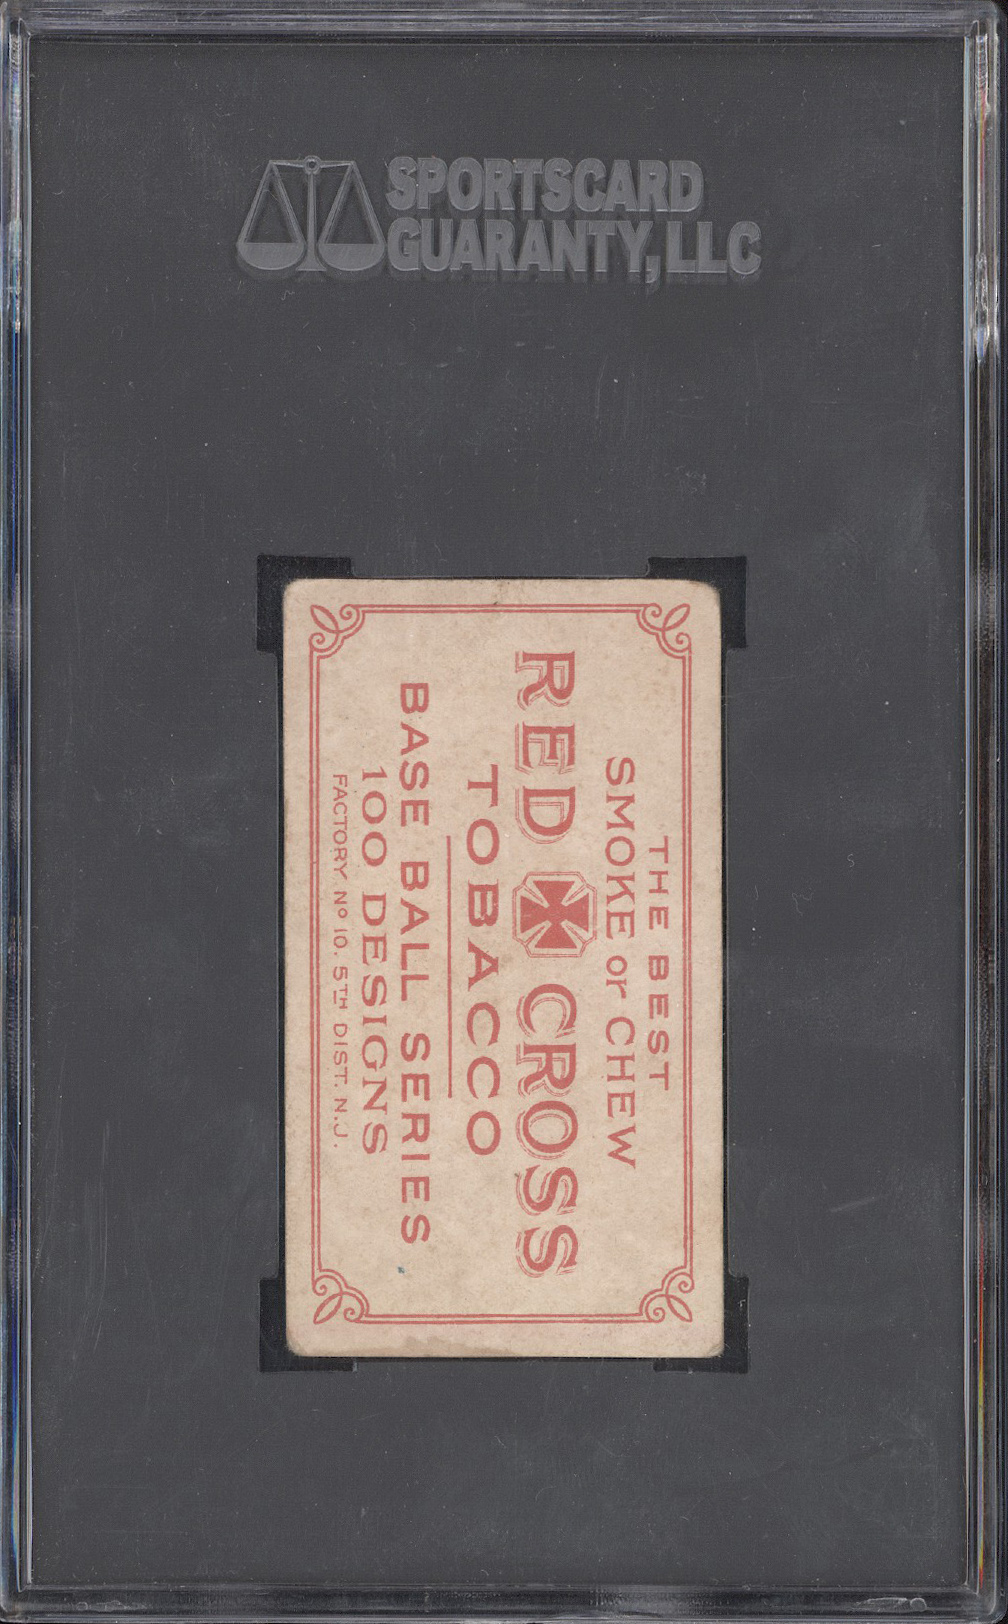 SPORTSCARD
GUARANTY, LLC
THE BEST
SMOKE or CHEW
RED CROSS
TOBACCO
BASE BALL SERIES
100 DESIGNS
FACTORY Nº 10. 5TH DIST. N.J.